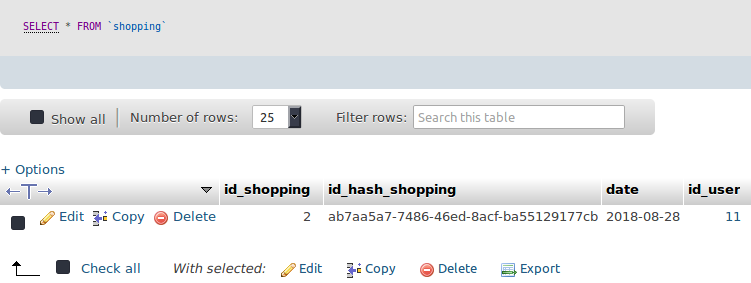 SELECT * FROM `shopping`
Show all Number of rows: 25 Filter rows: Search this table
+ Options
←T→ id_shopping id_hash_shopping date id_user
Edit Copy Delete 2 ab7aa5a7-7486-46ed-8acf-ba55129177cb 2018-08-28 11
Check all With selected: Edit Copy Delete Export